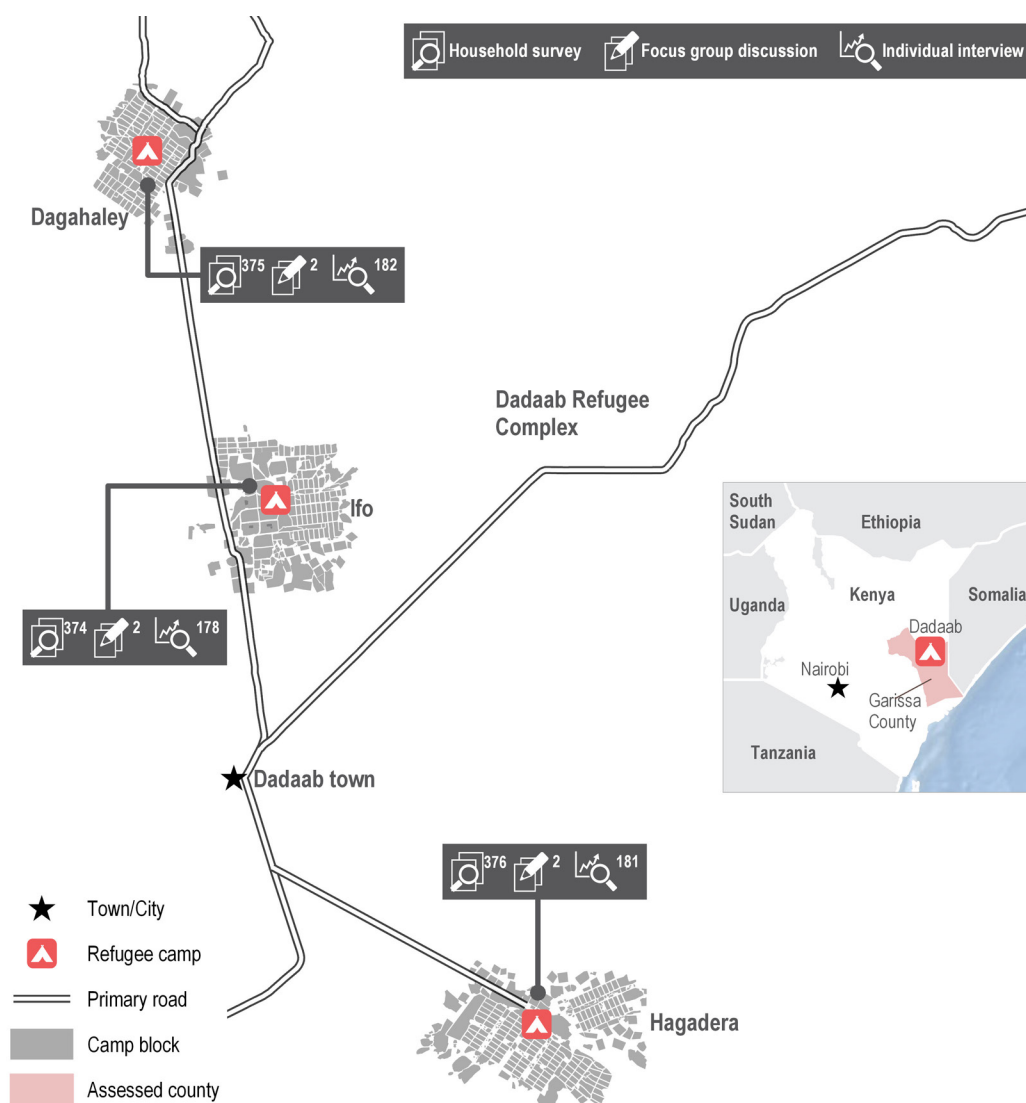 Household survey
Focus group discussion
Individual interview
Dagahaley
375 2 182
Dadaab Refugee
Complex
Ifo
374 2 178
South
Sudan
Ethiopia
Uganda
Kenya
Somalia
Dadaab
Nairobi
Garissa
County
Tanzania
Dadaab town
376 2 181
Hagadera
Town/City
Refugee camp
Primary road
Camp block
Assessed county